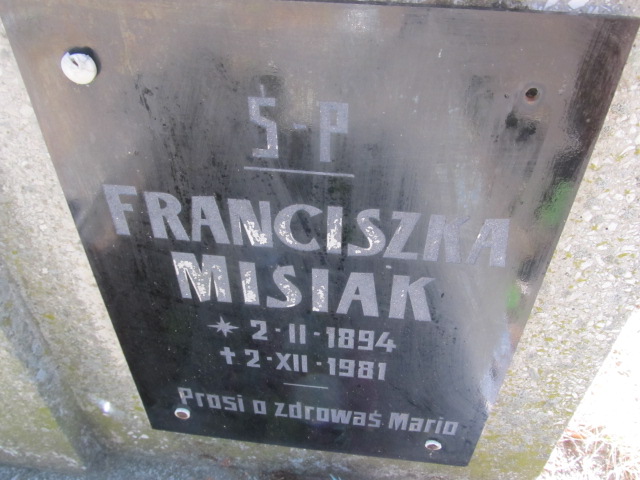 Ś-P
FRANCISZKA
MISIAK
* 2-II-1894
+ 2-XII-1981
Prosi o zdrowaś Mario